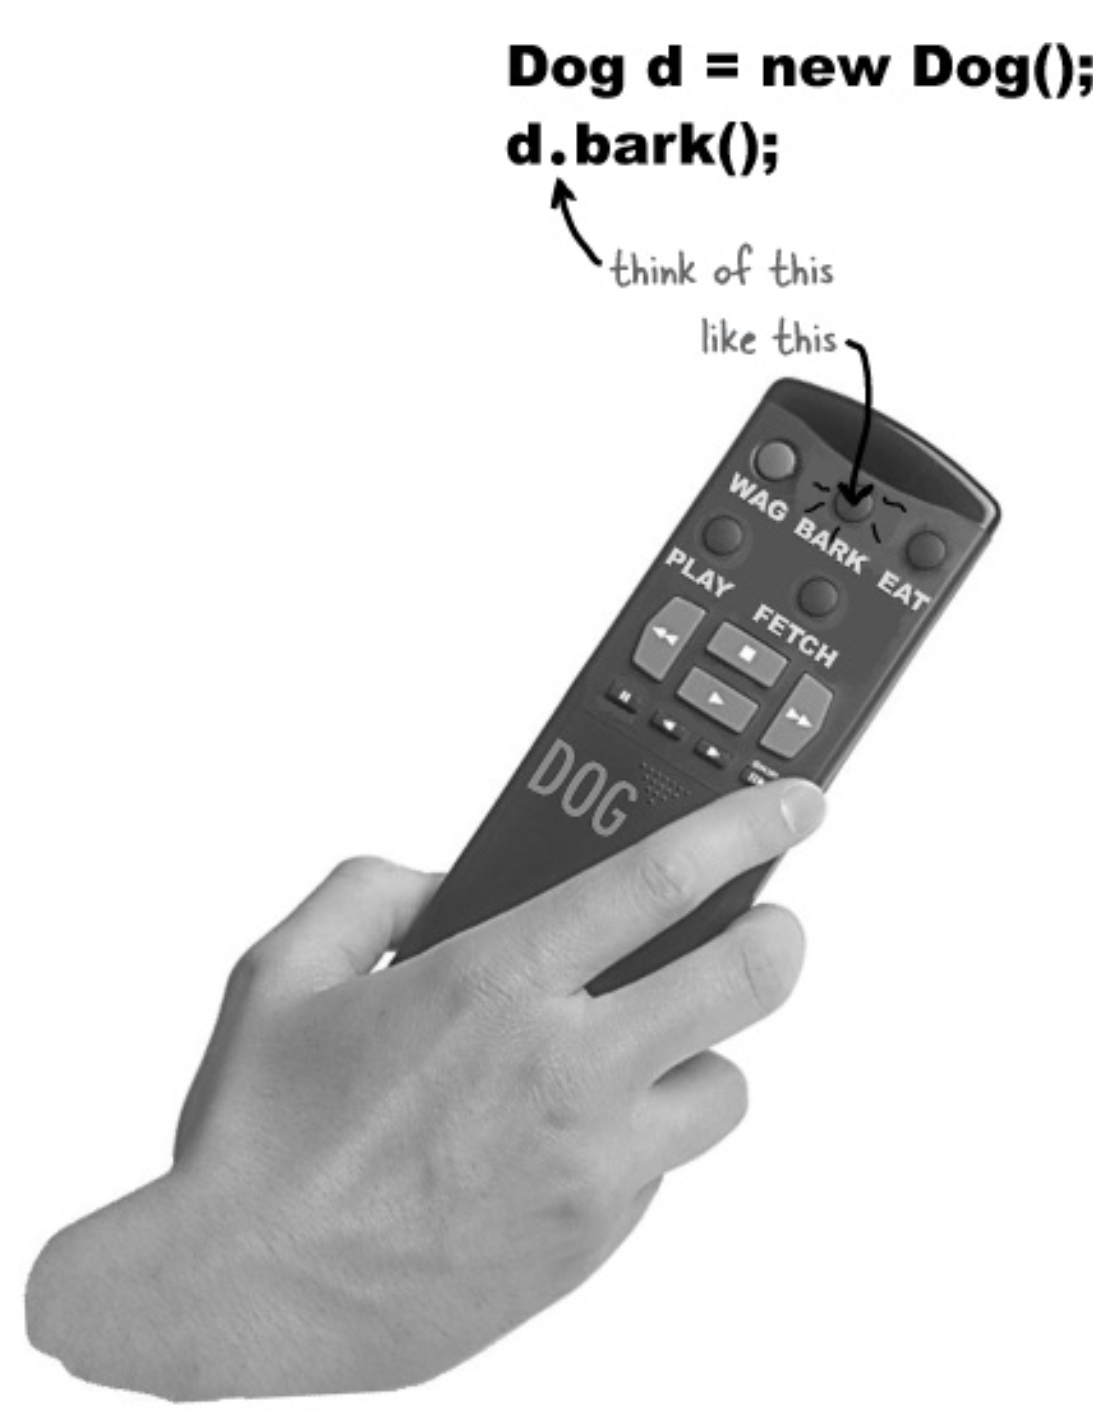 Dog d = new Dog();
d.bark();
think of this
like this
WAG BARK EAT
PLAY FETCH
DOG